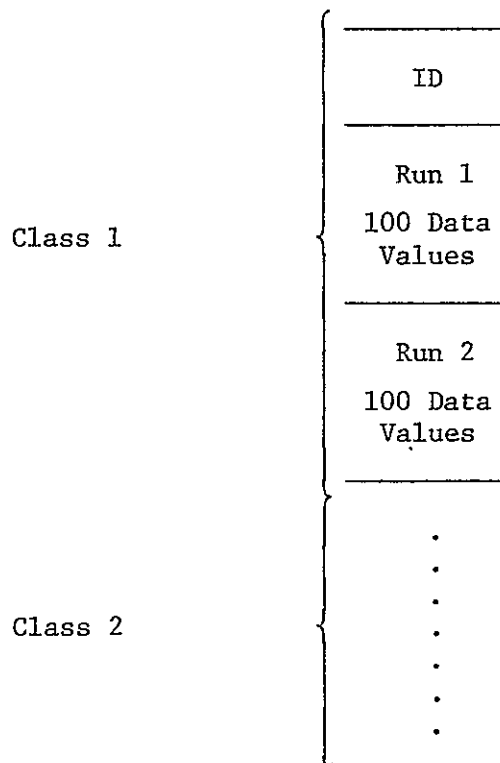 ID
Class 1
Run 1
100 Data
Values
Run 2
100 Data
Values
Class 2